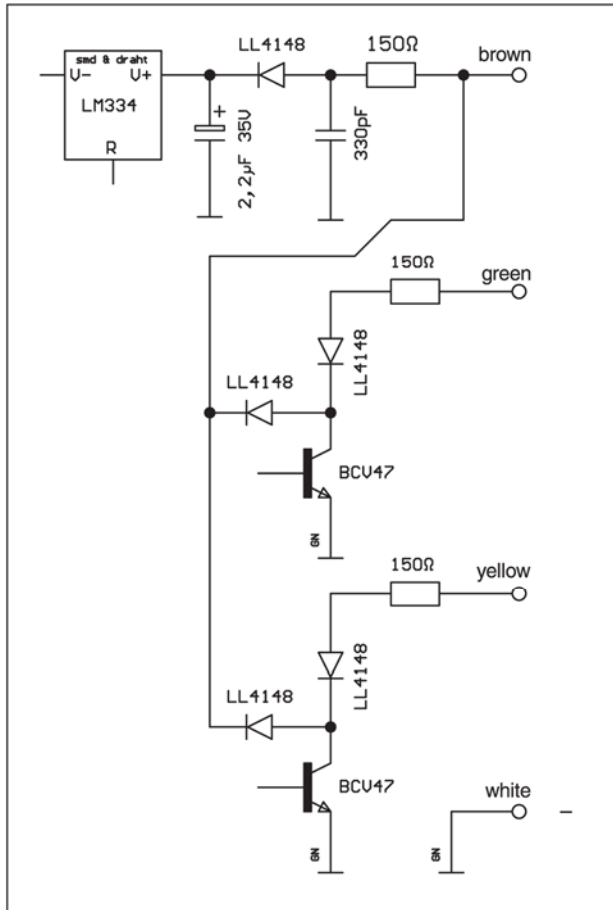 LL4148
150Ω
brown
smd & draht
V- V+
LM334
R
+
2,2µF 35V
330pF
150Ω
green
LL4148
LL4148
BCV47
GN
150Ω
yellow
LL4148
LL4148
BCV47
GN
white
–
GN